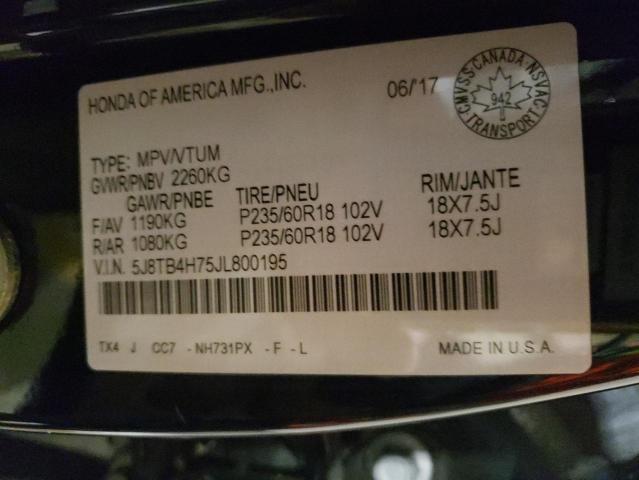 HONDA OF AMERICA MFG.,INC.
06/'17
CMVSS·CANADA·NSVAC
942
TRANSPORT
TYPE: MPV/VTUM
GVWR/PNBV 2260KG
GAWR/PNBE TIRE/PNEU RIM/JANTE
F/AV 1190KG P235/60R18 102V 18X7.5J
R/AR 1080KG P235/60R18 102V 18X7.5J
V.I.N. 5J8TB4H75JL800195
TX4 J CC7 - NH731PX - F - L MADE IN U.S.A.